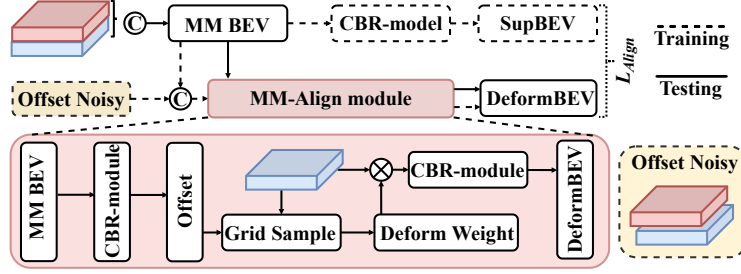 © MM BEV CBR-model SupBEV
L_Align
Training
Testing
Offset Noisy © MM-Align module DeformBEV
MM BEV
CBR-module
Offset
Grid Sample
Deform Weight
CBR-module
DeformBEV
Offset Noisy